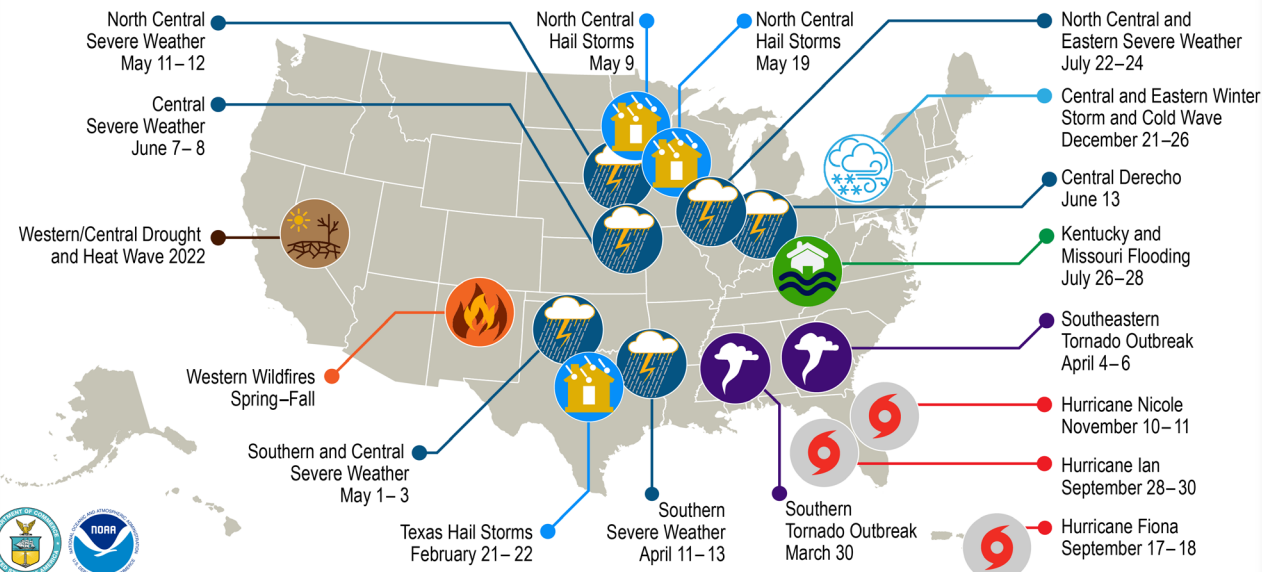 North Central
Severe Weather
May 11–12
North Central
Hail Storms
May 9
North Central
Hail Storms
May 19
North Central and
Eastern Severe Weather
July 22–24
Central
Severe Weather
June 7–8
Central and Eastern Winter
Storm and Cold Wave
December 21–26
Central Derecho
June 13
Western/Central Drought
and Heat Wave 2022
Kentucky and
Missouri Flooding
July 26–28
Southeastern
Tornado Outbreak
April 4–6
Western Wildfires
Spring–Fall
Hurricane Nicole
November 10–11
Southern and Central
Severe Weather
May 1–3
Hurricane Ian
September 28–30
Texas Hail Storms
February 21–22
Southern
Severe Weather
April 11–13
Southern
Tornado Outbreak
March 30
Hurricane Fiona
September 17–18
NOAA